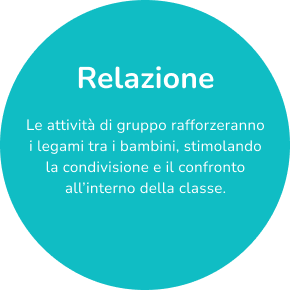 Relazione
Le attività di gruppo rafforzeranno
i legami tra i bambini, stimolando
la condivisione e il confronto
all'interno della classe.